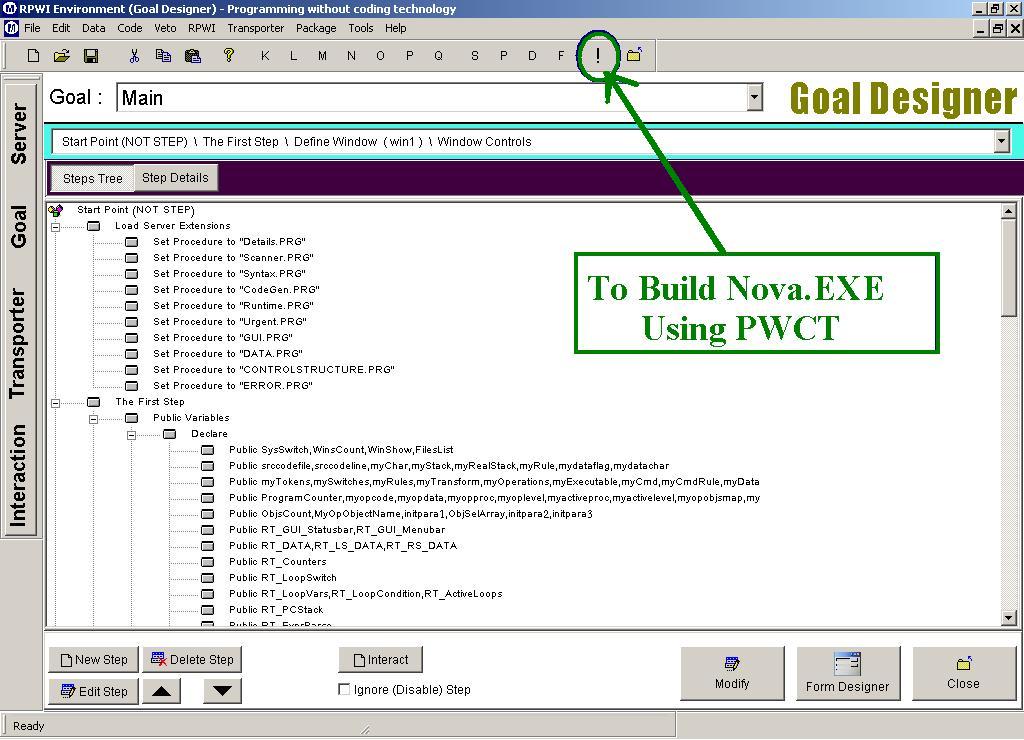 RPWI Environment (Goal Designer) - Programming without coding technology
File Edit Data Code Veto RPWI Transporter Package Tools Help
K L M N O P Q S P D F !
Goal : Main
Goal Designer
Start Point (NOT STEP) \ The First Step \ Define Window ( win1 ) \ Window Controls
Steps Tree Step Details
Server
Goal
Transporter
Interaction
Start Point (NOT STEP)
Load Server Extensions
Set Procedure to "Details.PRG"
Set Procedure to "Scanner.PRG"
Set Procedure to "Syntax.PRG"
Set Procedure to "CodeGen.PRG"
Set Procedure to "Runtime.PRG"
Set Procedure to "Urgent.PRG"
Set Procedure to "GUI.PRG"
Set Procedure to "DATA.PRG"
Set Procedure to "CONTROLSTRUCTURE.PRG"
Set Procedure to "ERROR.PRG"
The First Step
Public Variables
Declare
Public SysSwitch,WinsCount,WinShow,FilesList
Public srccodefile,srccodeline,myChar,myStack,myRealStack,myRule,mydataflag,mydatachar
Public myTokens,mySwitches,myRules,myTransform,myOperations,myExecutable,myCmd,myCmdRule,myData
Public ProgramCounter,myopcode,myopdata,myopproc,myoplevel,myactiveproc,myactivelevel,myopobjsmap,my
Public ObjsCount,MyOpObjectName,initpara1,ObjSelArray,initpara2,initpara3
Public RT_GUI_Statusbar,RT_GUI_Menubar
Public RT_DATA,RT_LS_DATA,RT_RS_DATA
Public RT_Counters
Public RT_LoopSwitch
Public RT_LoopVars,RT_LoopCondition,RT_ActiveLoops
Public RT_PCStack
To Build Nova.EXE
Using PWCT
New Step Delete Step Interact
Edit Step Ignore (Disable) Step
Modify Form Designer Close
Ready